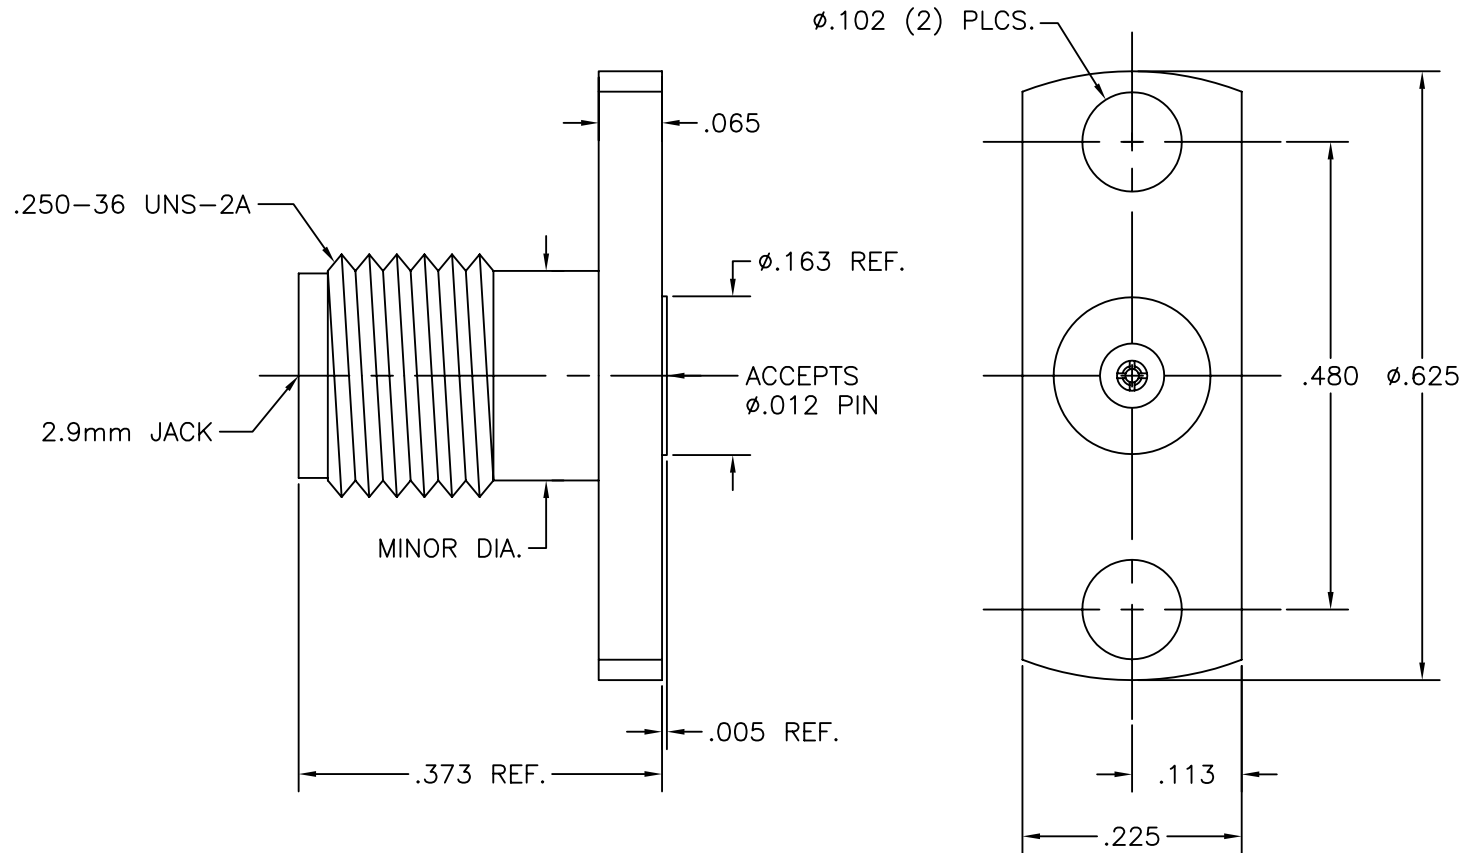 ø.102 (2) PLCS.
.065
.250-36 UNS-2A
ø.163 REF.
ACCEPTS
ø.012 PIN
.480
ø.625
2.9mm JACK
MINOR DIA.
.005 REF.
.373 REF.
.113
.225